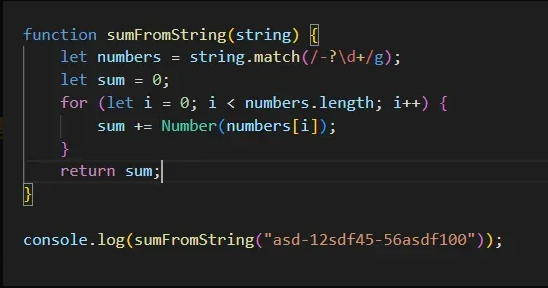 function sumFromString(string) {
    let numbers = string.match(/-?\d+/g);
    let sum = 0;
    for (let i = 0; i < numbers.length; i++) {
        sum += Number(numbers[i]);
    }
    return sum;
}

console.log(sumFromString("asd-12sdf45-56asdf100"));